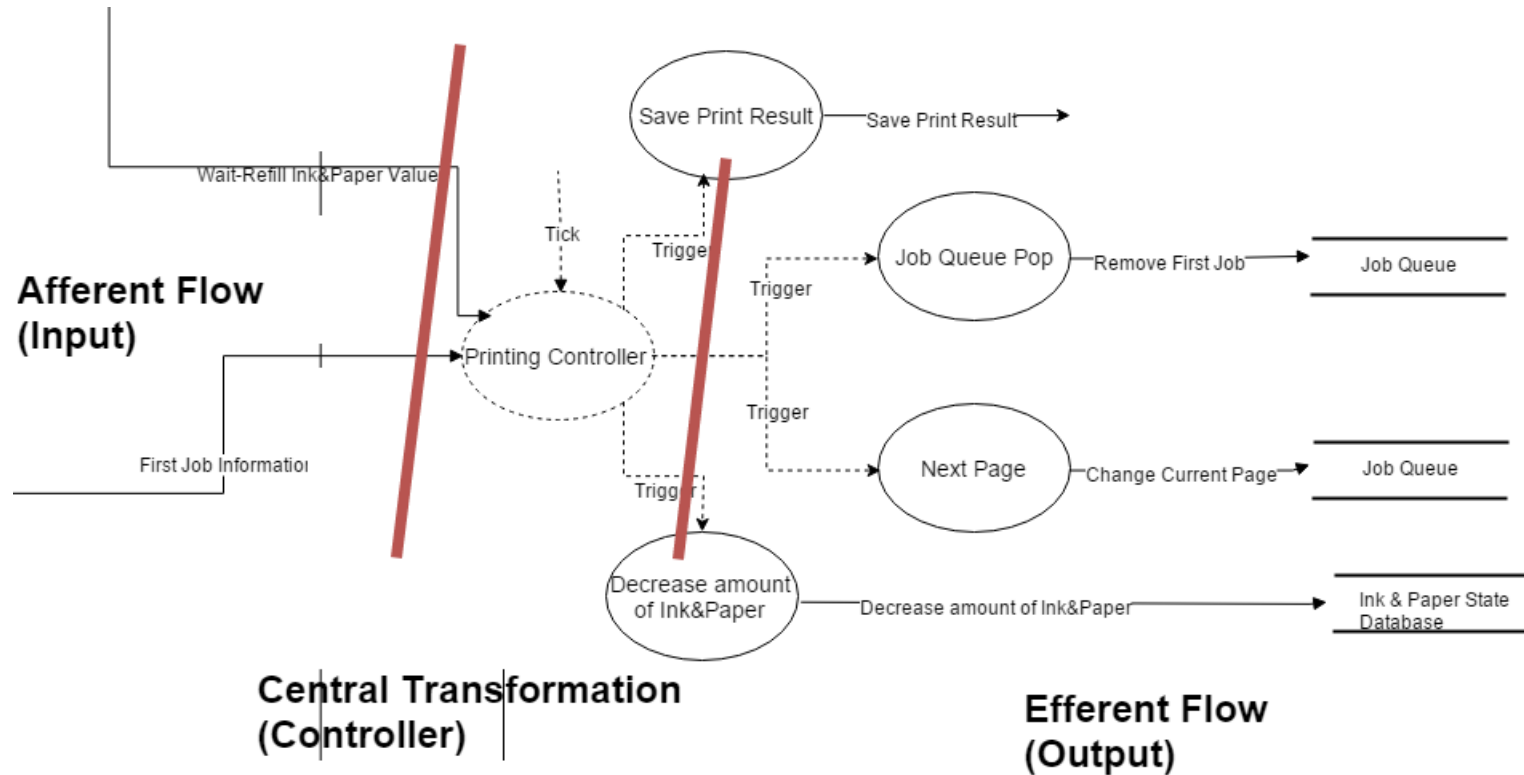 Save Print Result
Save Print Result
Wait-Refill Ink&Paper Value
Tick
Trigger
Job Queue Pop
Remove First Job
Job Queue
Trigger
Afferent Flow
(Input)
Printing Controller
Trigger
First Job Information
Trigger
Next Page
Change Current Page
Job Queue
Decrease amount
of Ink&Paper
Decrease amount of Ink&Paper
Ink & Paper State
Database
Central Transformation
(Controller)
Efferent Flow
(Output)